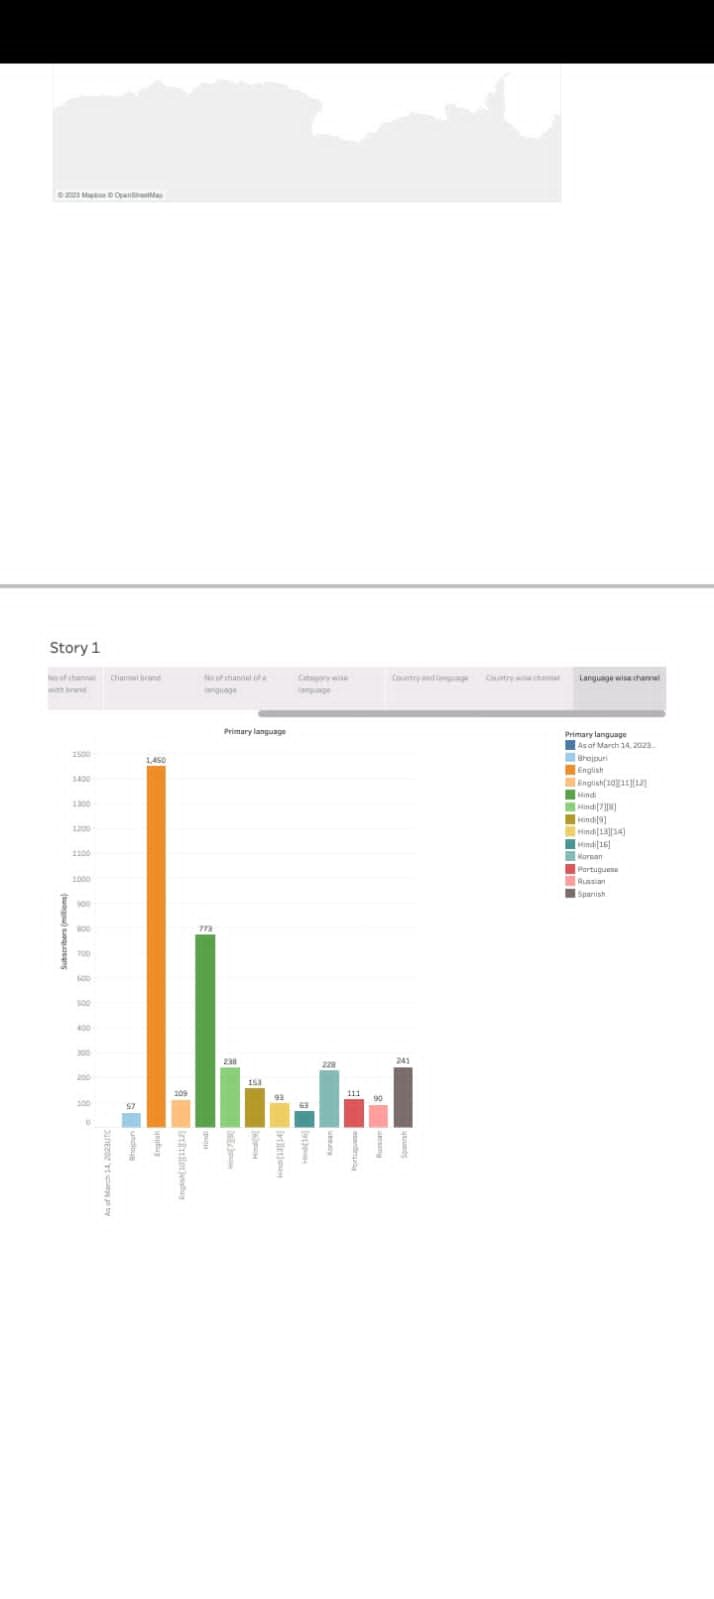 © 2023 Mapbox © OpenStreetMap
Story 1
No of channel with brand
Channel brand
No of channel of a language
Category wise language
Country and language
Country wise channel
Language wise channel
Primary language
Subscribers (millions)
1500
1400
1300
1200
1100
1000
900
800
700
600
500
400
300
200
100
0
57
1,450
109
773
238
153
93
63
228
111
90
241
As of March 14, 2023UTC
Bhojpuri
English
English[10][11][12]
Hindi
Hindi[7][8]
Hindi[9]
Hindi[13][14]
Hindi[16]
Korean
Portuguese
Russian
Spanish
Primary language
As of March 14, 2023..
Bhojpuri
English
English[10][11][12]
Hindi
Hindi[7][8]
Hindi[9]
Hindi[13][14]
Hindi[16]
Korean
Portuguese
Russian
Spanish